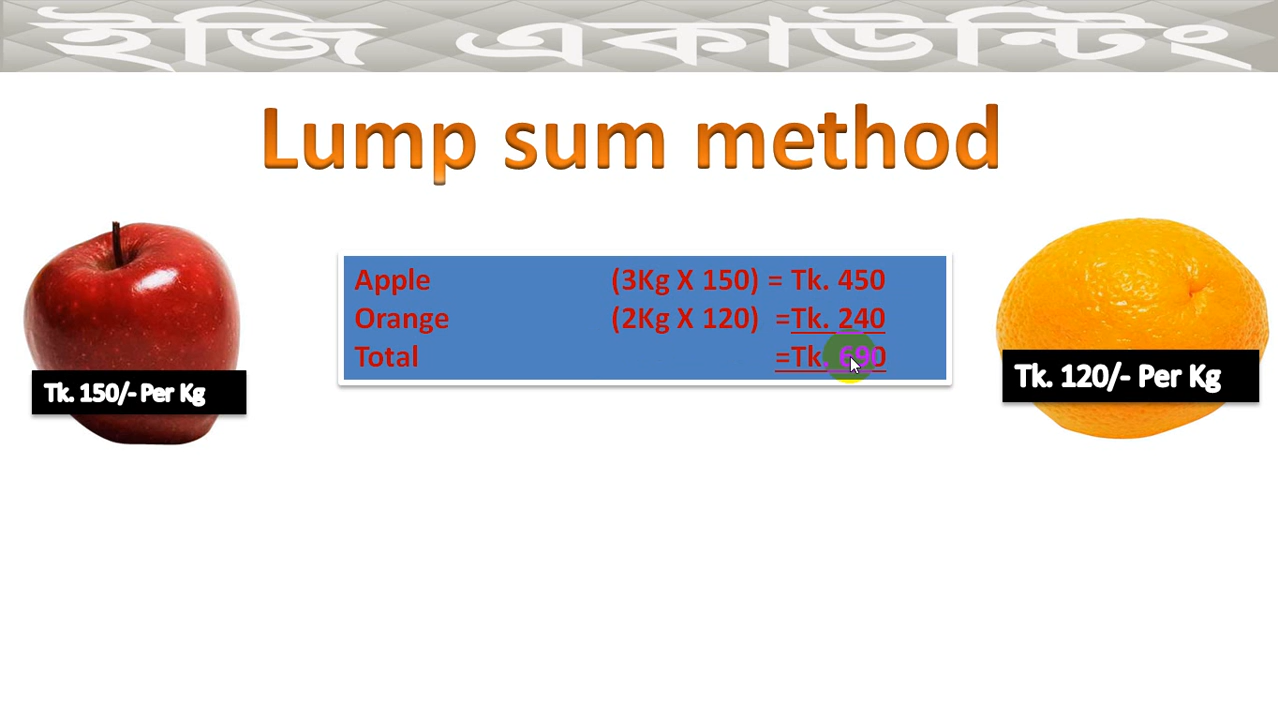 ইজি একাউন্টিং
Lump sum method
Apple (3Kg X 150) = Tk. 450
Orange (2Kg X 120) =Tk. 240
Total =Tk. 690
Tk. 150/- Per Kg
Tk. 120/- Per Kg